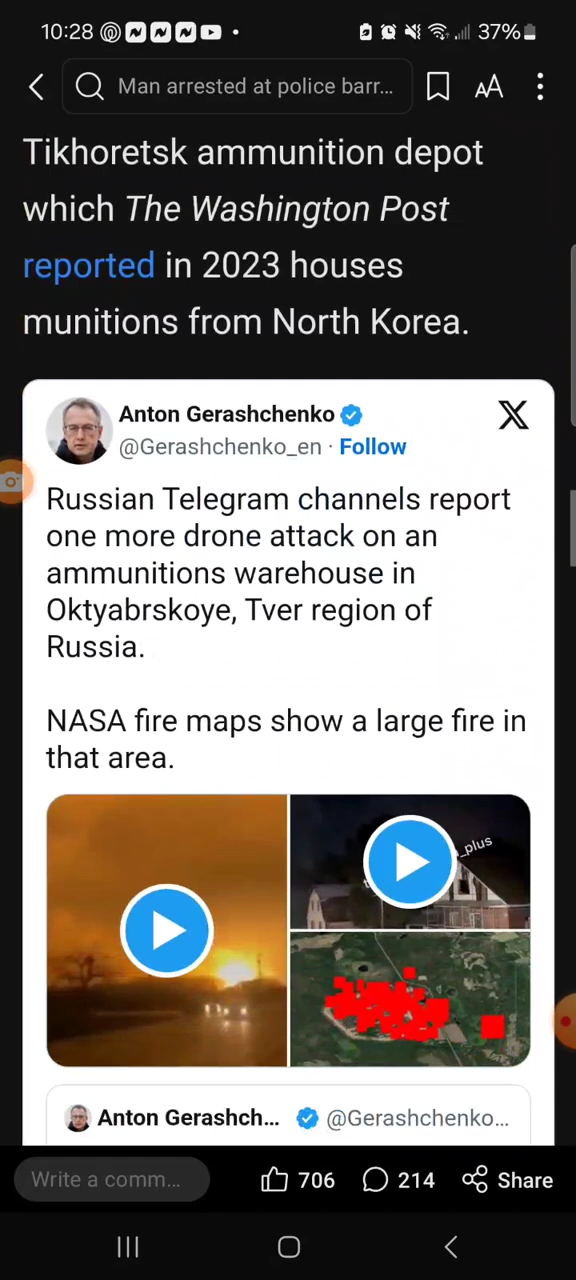 10:28
37%
Man arrested at police barr...
AA
Tikhoretsk ammunition depot
which The Washington Post
reported in 2023 houses
munitions from North Korea.
Anton Gerashchenko
@Gerashchenko_en · Follow
Russian Telegram channels report
one more drone attack on an
ammunitions warehouse in
Oktyabrskoye, Tver region of
Russia.
NASA fire maps show a large fire in
that area.
_plus
Anton Gerashch... @Gerashchenko...
Write a comm...
706
214
Share